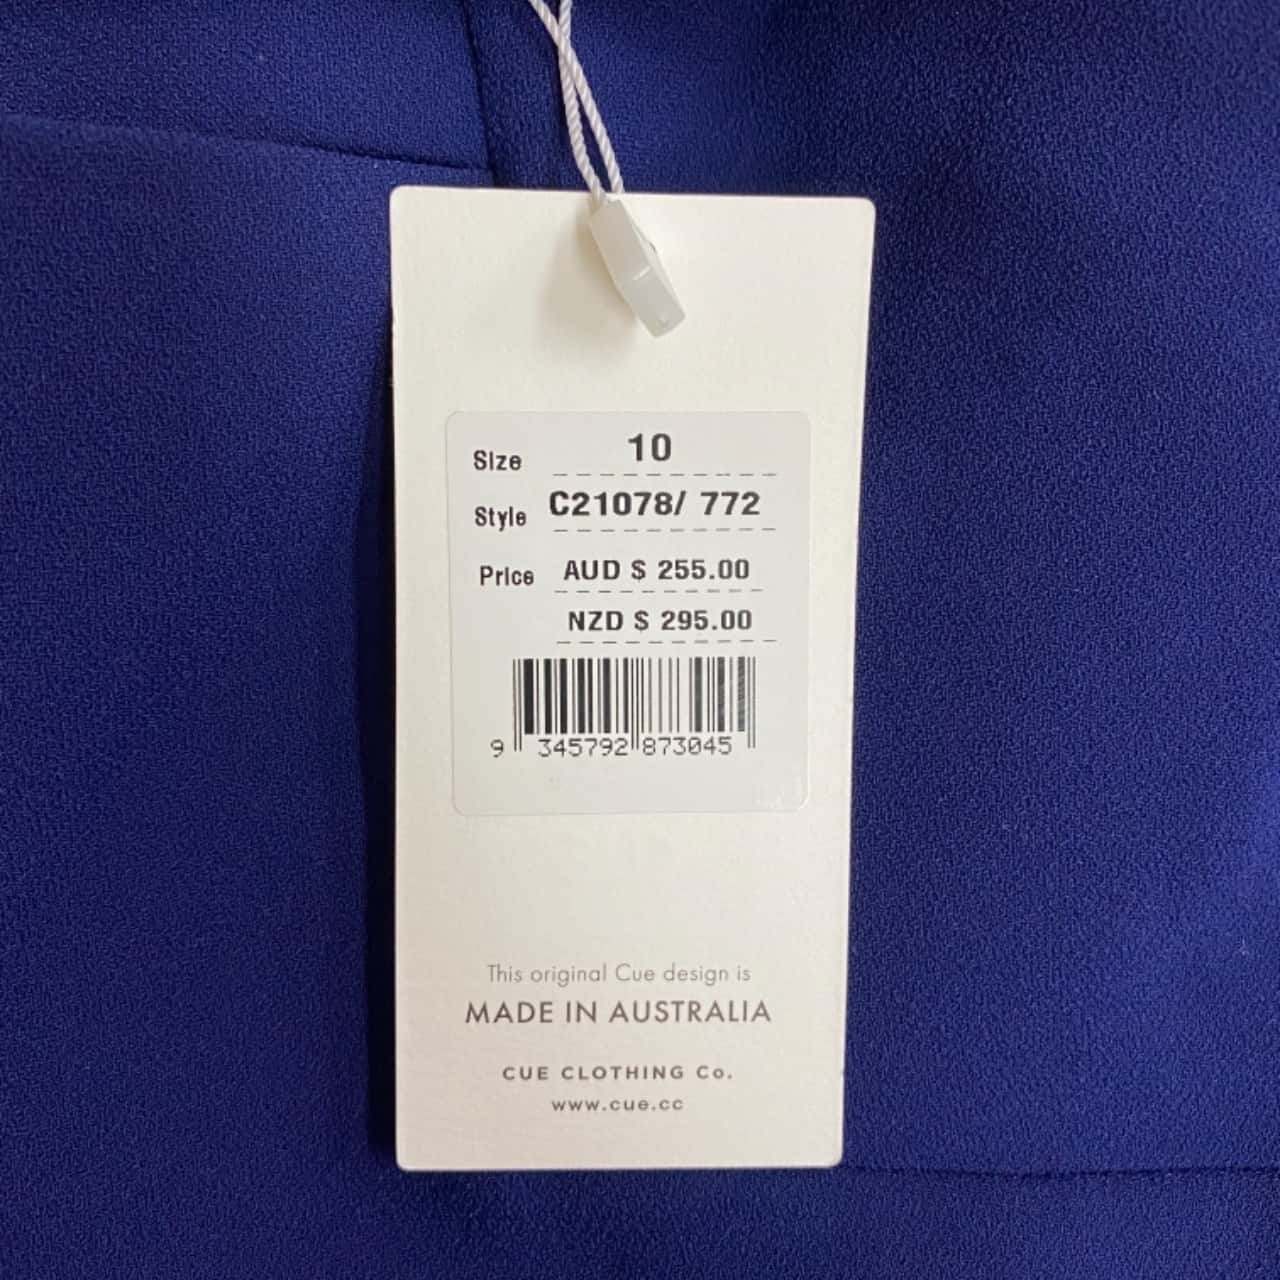 Size 10
Style C21078/ 772
Price AUD $ 255.00
NZD $ 295.00
9 345792 873045
This original Cue design is
MADE IN AUSTRALIA
CUE CLOTHING Co.
www.cue.cc